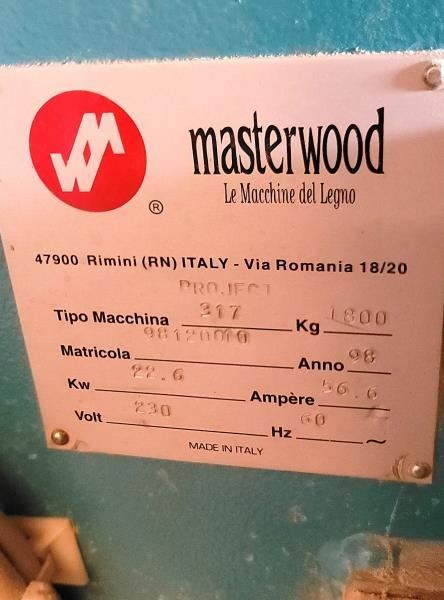 MW
®
masterwood
Le Macchine del Legno
47900 Rimini (RN) ITALY - Via Romania 18/20
PROJECT
Tipo Macchina 317 Kg 1800
Matricola Anno 98
Kw 22.6 Ampère 56.6
Volt 230 Hz 60 ~
MADE IN ITALY